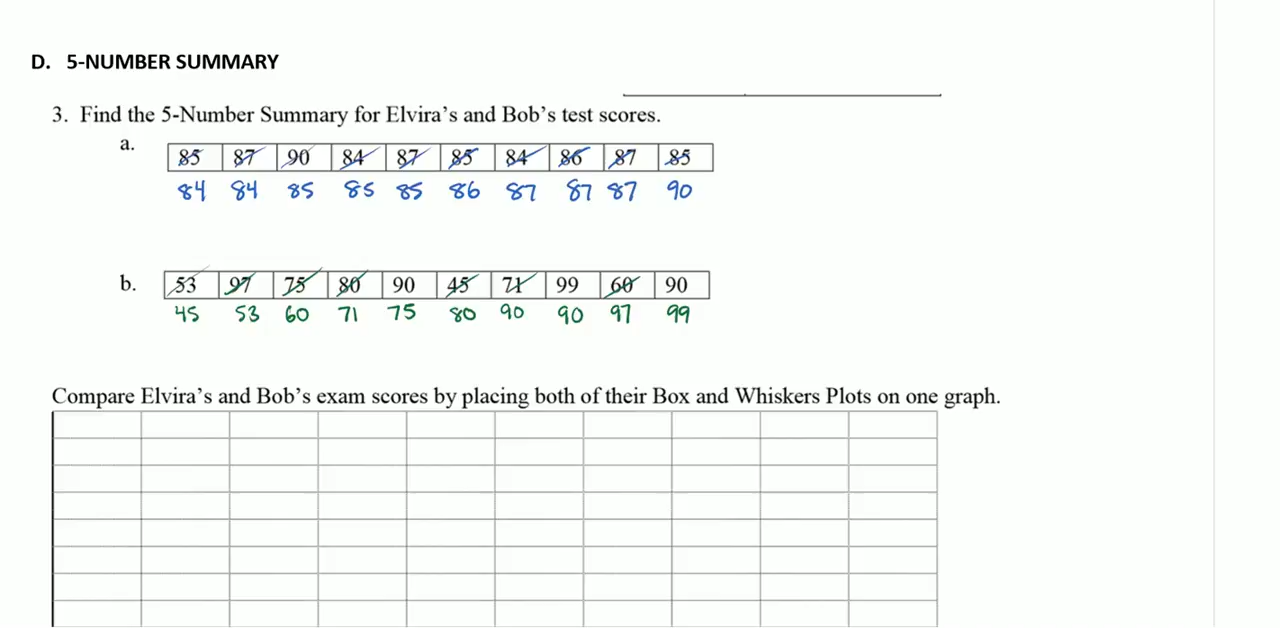 D. 5-NUMBER SUMMARY
3. Find the 5-Number Summary for Elvira's and Bob's test scores.
a. 85 87 90 84 87 85 84 86 87 85
84 84 85 85 85 86 87 87 87 90
b. 53 97 75 80 90 45 71 99 60 90
45 53 60 71 75 80 90 90 97 99
Compare Elvira's and Bob's exam scores by placing both of their Box and Whiskers Plots on one graph.